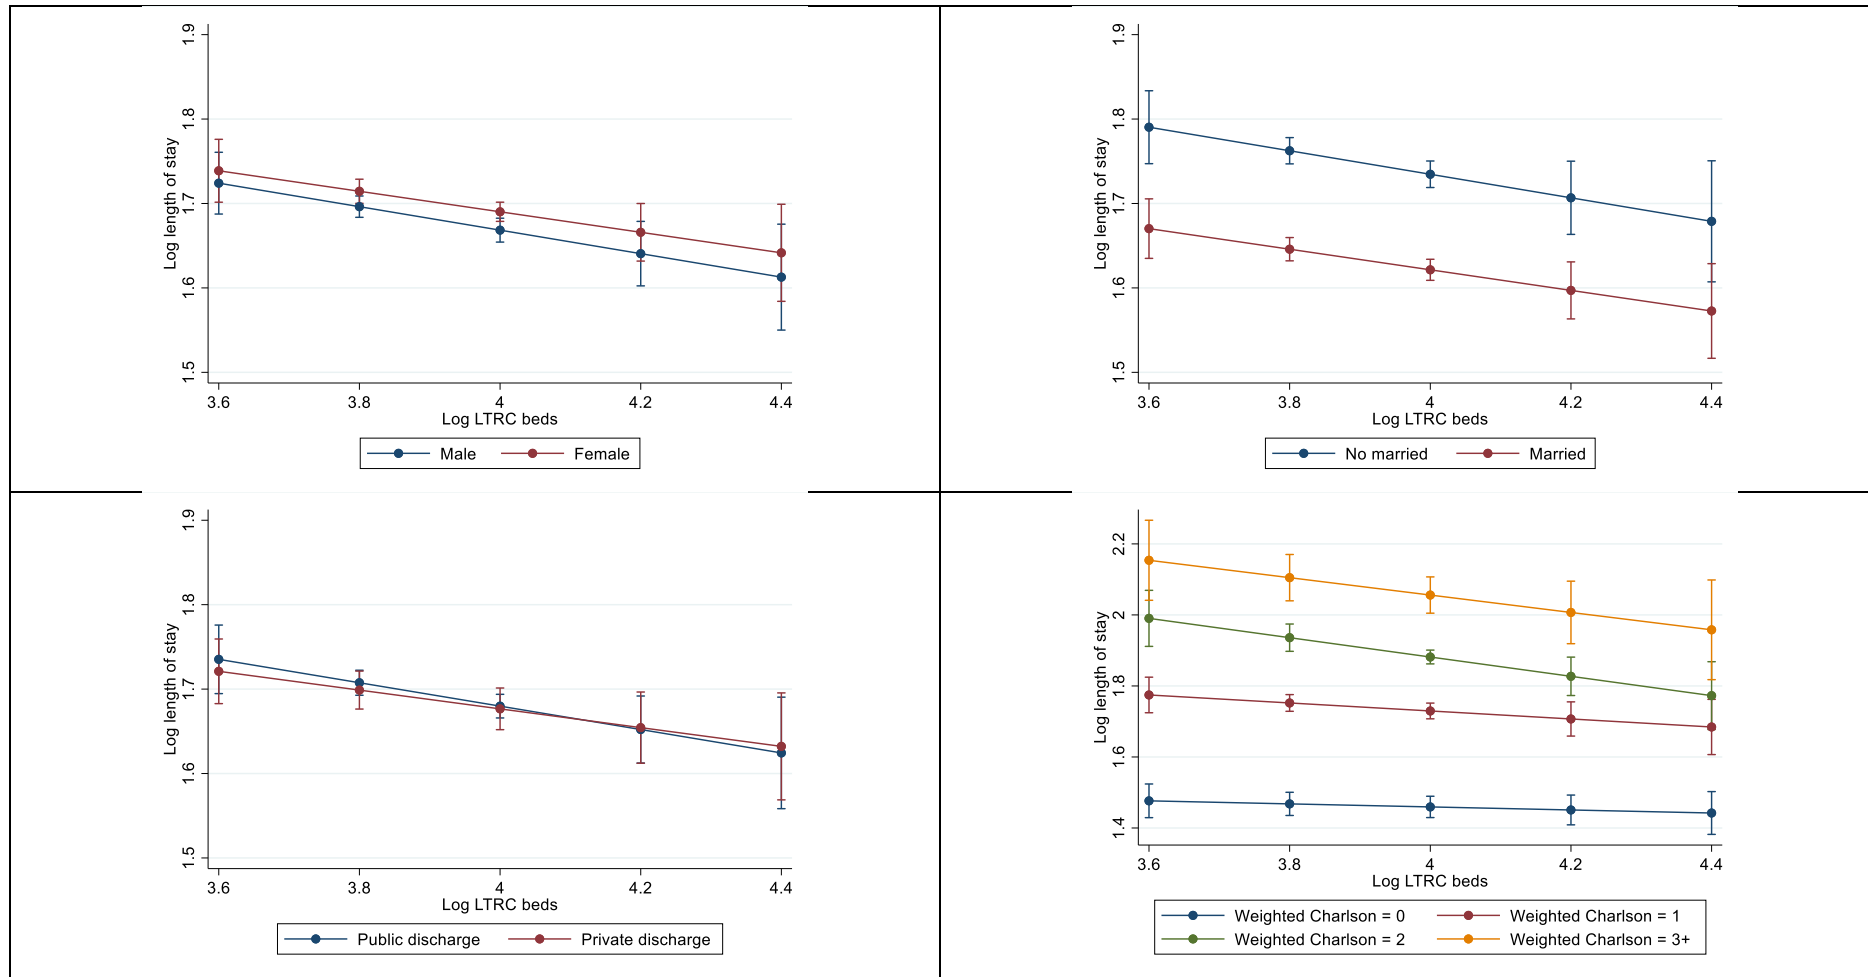 1.9
1.8
1.7
1.6
1.5
Log length of stay
3.6 3.8 4 4.2 4.4
Log LTRC beds
Male Female
1.9
1.8
1.7
1.6
1.5
Log length of stay
3.6 3.8 4 4.2 4.4
Log LTRC beds
No married Married
1.9
1.8
1.7
1.6
1.5
Log length of stay
3.6 3.8 4 4.2 4.4
Log LTRC beds
Public discharge Private discharge
2.2
2
1.8
1.6
1.4
Log length of stay
3.6 3.8 4 4.2 4.4
Log LTRC beds
Weighted Charlson = 0 Weighted Charlson = 1
Weighted Charlson = 2 Weighted Charlson = 3+